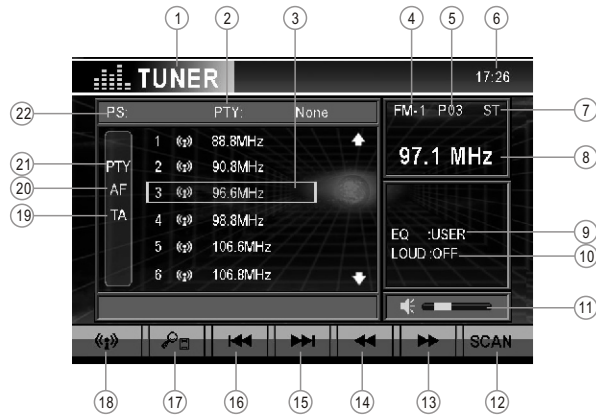 1 2 3 4 5 6
TUNER 17:26
22 PS: PTY: None FM-1 P03 ST 7
1 88.8MHz
21 PTY 2 90.8MHz 97.1 MHz 8
20 AF 3 96.6MHz
19 TA 4 98.8MHz
EQ :USER 9
5 106.6MHz LOUD :OFF 10
6 106.8MHz
11
SCAN
18 17 16 15 14 13 12